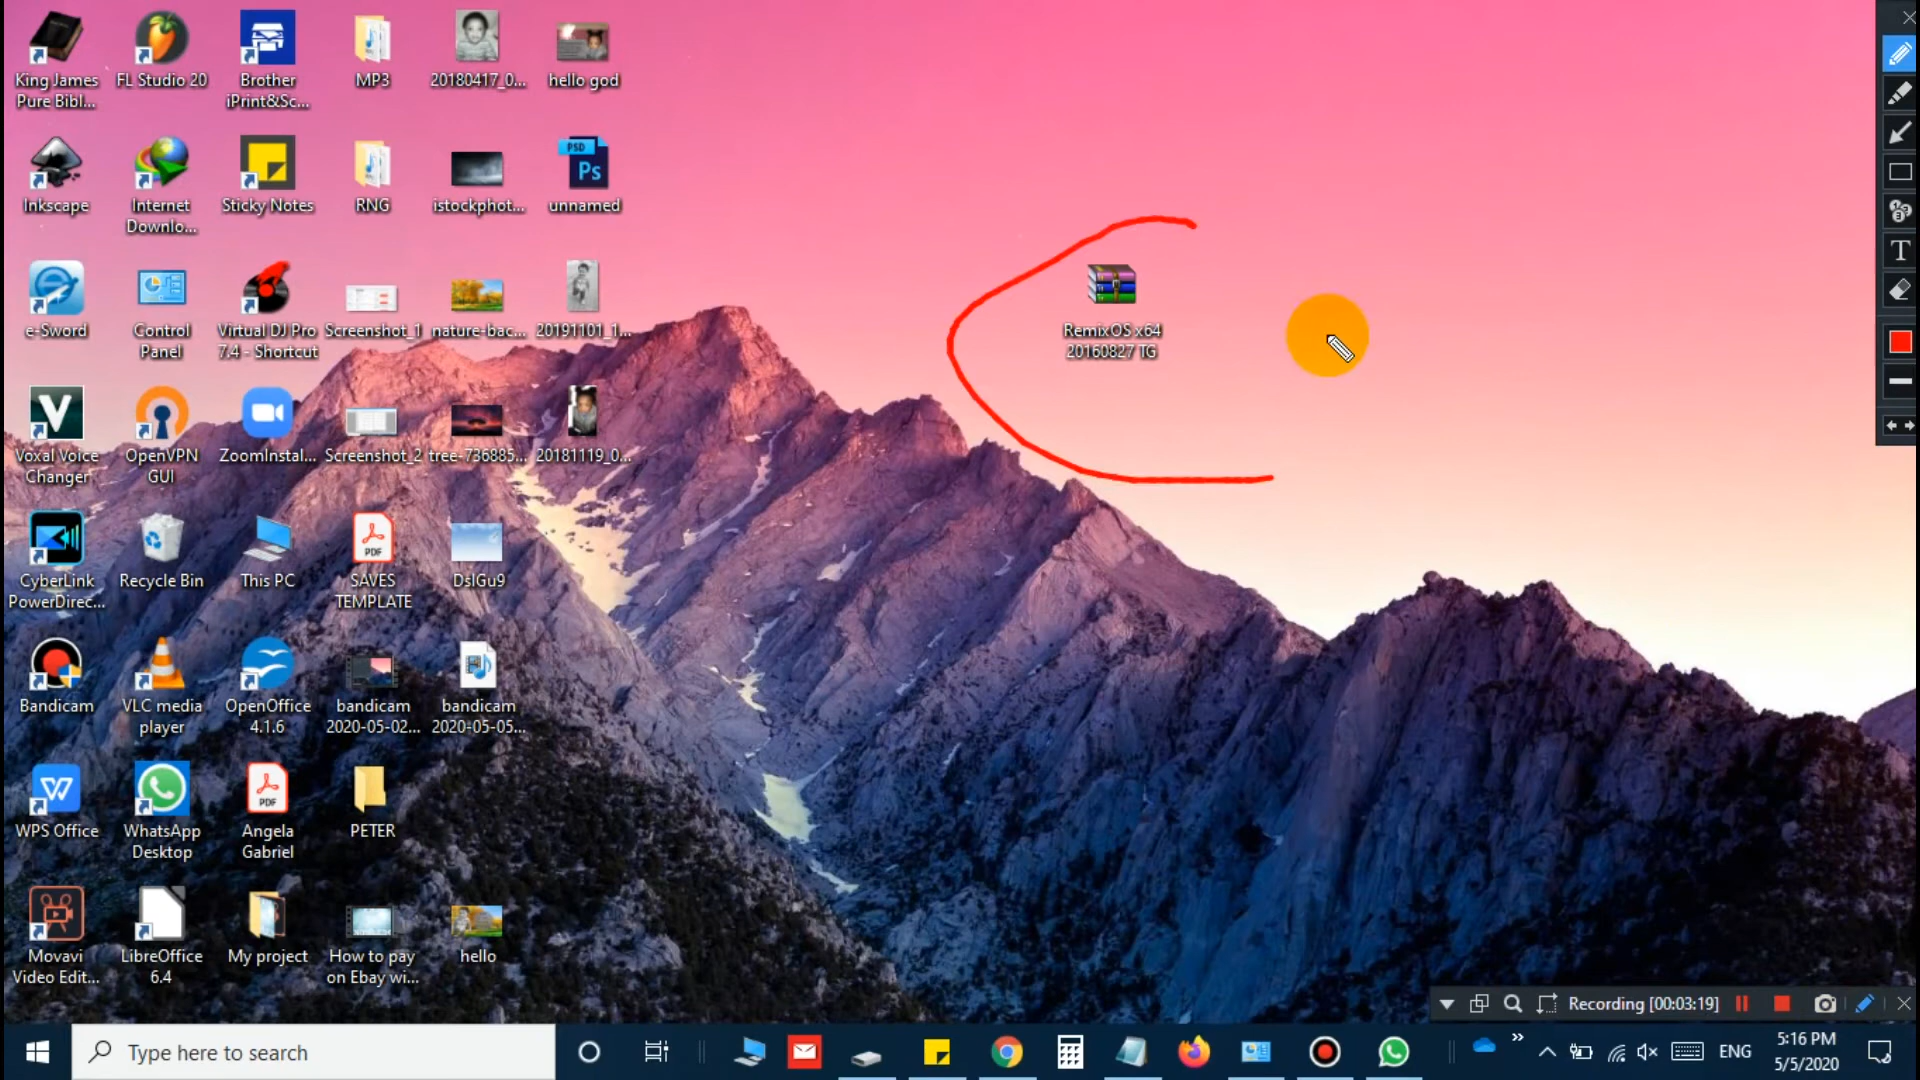 King James
Pure Bibl...
FL Studio 20
Brother
iPrint&Sc...
MP3
20180417_0...
hello god
Inkscape
Internet
Downlo...
Sticky Notes
RNG
istockphot...
PSD
Ps
unnamed
e-Sword
Control
Panel
Virtual DJ Pro
7.4 - Shortcut
Screenshot_1
nature-bac...
20191101_1...
RemixOS x64
20160827 TG
Voxal Voice
Changer
OpenVPN
GUI
ZoomInstal...
Screenshot_2
tree-736885...
20181119_0...
CyberLink
PowerDirec...
Recycle Bin
This PC
PDF
SAVES
TEMPLATE
DsIGu9
Bandicam
VLC media
player
OpenOffice
4.1.6
bandicam
2020-05-02...
bandicam
2020-05-05...
WPS Office
WhatsApp
Desktop
PDF
Angela
Gabriel
PETER
Movavi
Video Edit...
LibreOffice
6.4
My project
How to pay
on Ebay wi...
hello
Recording [00:03:19]
Type here to search
ENG
5:16 PM
5/5/2020